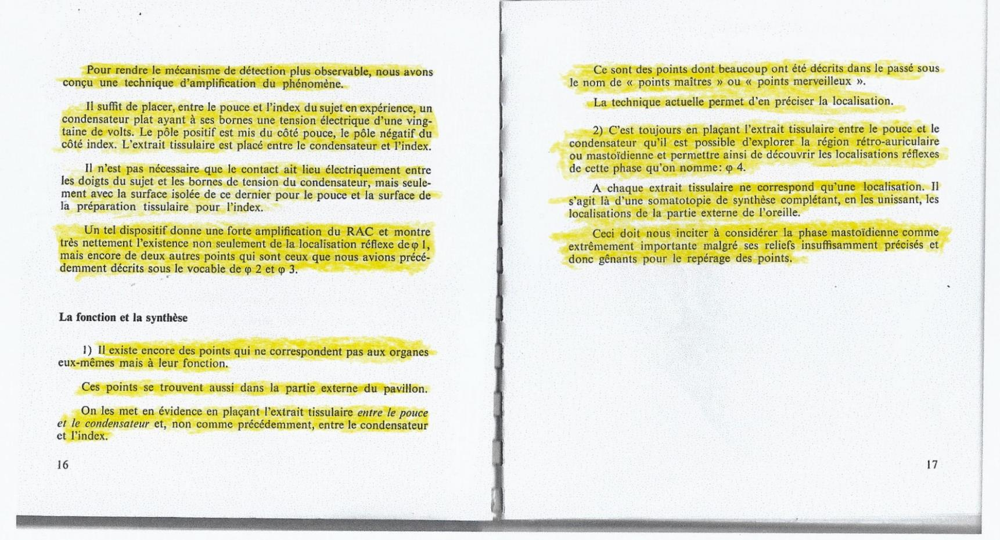 Pour rendre le mécanisme de détection plus observable, nous avons
conçu une technique d'amplification du phénomène.
Il suffit de placer, entre le pouce et l'index du sujet en expérience, un
condensateur plat ayant à ses bornes une tension électrique d'une ving-
taine de volts. Le pôle positif est mis du côté pouce, le pôle négatif du
côté index. L'extrait tissulaire est placé entre le condensateur et l'index.
Il n'est pas nécessaire que le contact ait lieu électriquement entre
les doigts du sujet et les bornes de tension du condensateur, mais seule-
ment avec la surface isolée de ce dernier pour le pouce et la surface de
la préparation tissulaire pour l'index.
Un tel dispositif donne une forte amplification du RAC et montre
très nettement l'existence non seulement de la localisation réflexe de φ 1,
mais encore de deux autres points qui sont ceux que nous avions précé-
demment décrits sous le vocable de φ 2 et φ 3.
La fonction et la synthèse
1) Il existe encore des points qui ne correspondent pas aux organes
eux-mêmes mais à leur fonction.
Ces points se trouvent aussi dans la partie externe du pavillon.
On les met en évidence en plaçant l'extrait tissulaire entre le pouce
et le condensateur et, non comme précédemment, entre le condensateur
et l'index.
16
Ce sont des points dont beaucoup ont été décrits dans le passé sous
le nom de « points maîtres » ou « points merveilleux ».
La technique actuelle permet d'en préciser la localisation.
2) C'est toujours en plaçant l'extrait tissulaire entre le pouce et le
condensateur qu'il est possible d'explorer la région rétro-auriculaire
ou mastoïdienne et permettre ainsi de découvrir les localisations réflexes
de cette phase qu'on nomme: φ 4.
A chaque extrait tissulaire ne correspond qu'une localisation. Il
s'agit là d'une somatotopie de synthèse complétant, en les unissant, les
localisations de la partie externe de l'oreille.
Ceci doit nous inciter à considérer la phase mastoïdienne comme
extrêmement importante malgré ses reliefs insuffisamment précisés et
donc gênants pour le repérage des points.
17